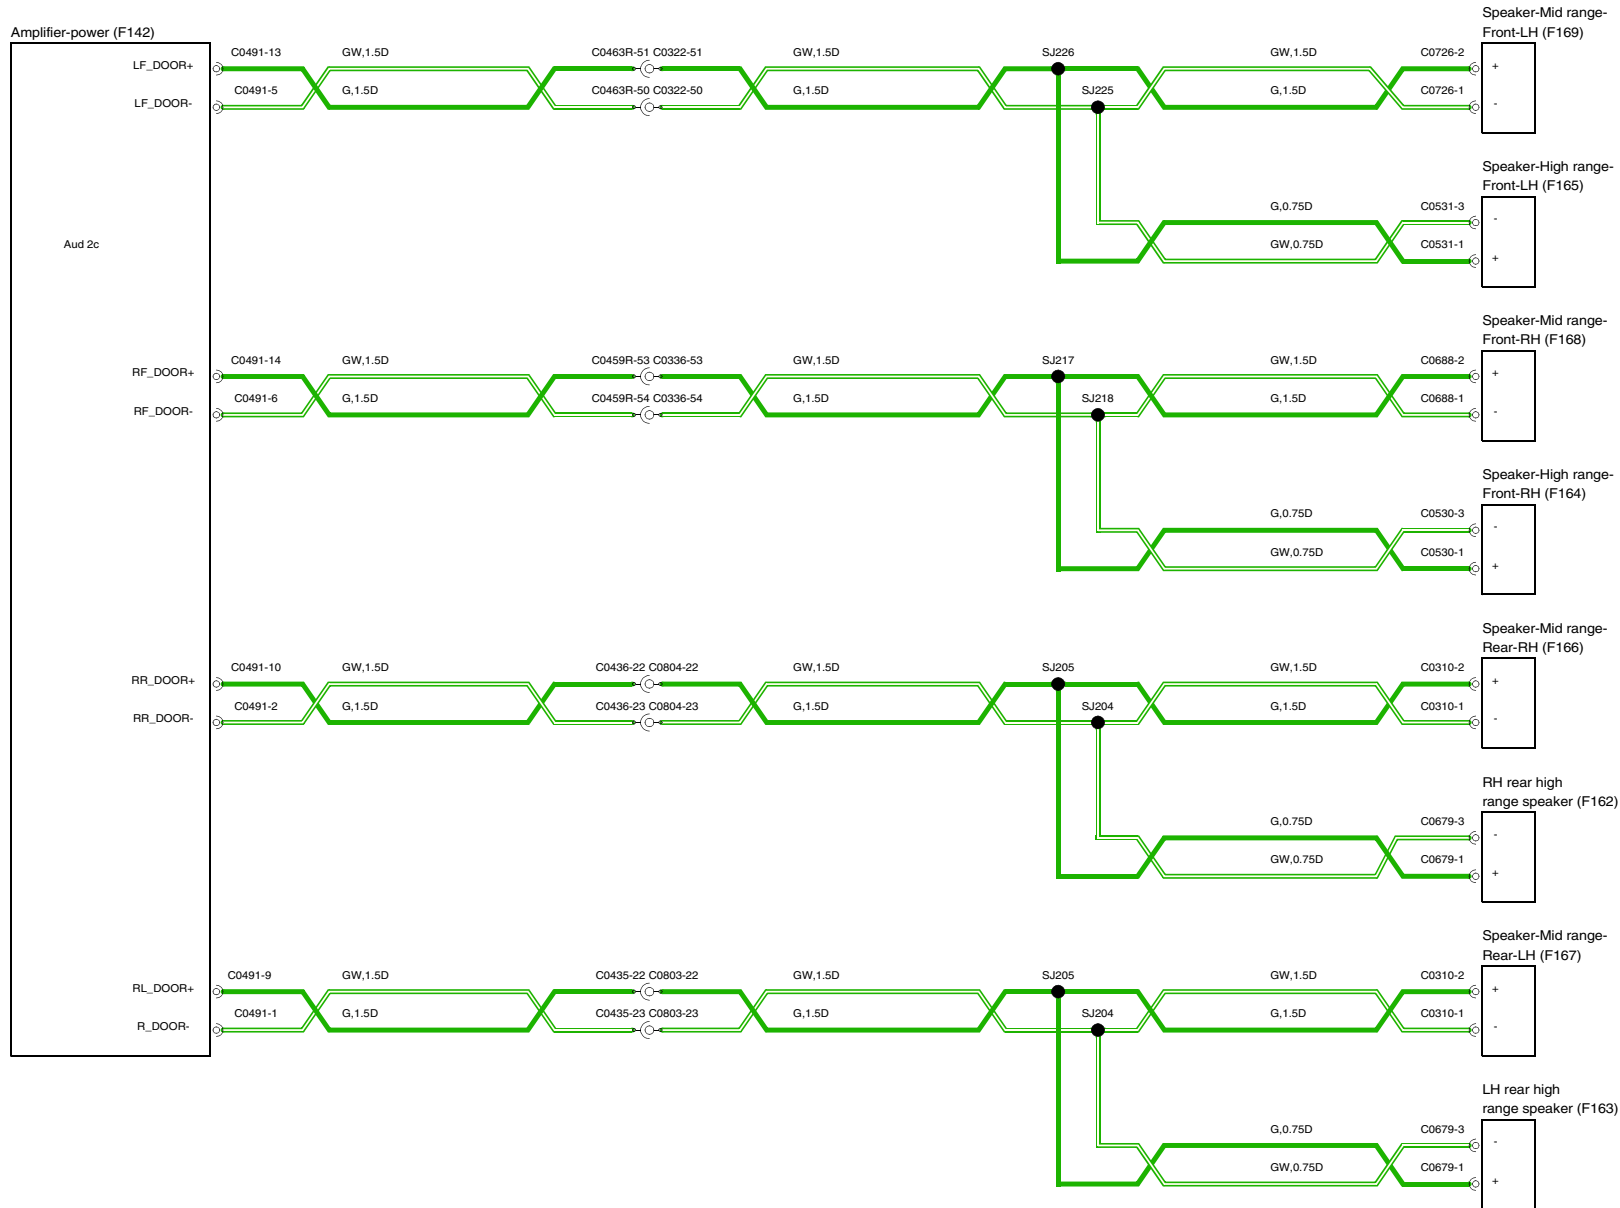 Amplifier-power (F142)
Aud 2c
Speaker-Mid range-
Front-LH (F169)
LF_DOOR+ C0491-13 GW,1.5D C0463R-51 C0322-51 GW,1.5D SJ226 GW,1.5D C0726-2 +
LF_DOOR- C0491-5 G,1.5D C0463R-50 C0322-50 G,1.5D SJ225 G,1.5D C0726-1 -
Speaker-High range-
Front-LH (F165)
G,0.75D C0531-3 -
GW,0.75D C0531-1 +
Speaker-Mid range-
Front-RH (F168)
RF_DOOR+ C0491-14 GW,1.5D C0459R-53 C0336-53 GW,1.5D SJ217 GW,1.5D C0688-2 +
RF_DOOR- C0491-6 G,1.5D C0459R-54 C0336-54 G,1.5D SJ218 G,1.5D C0688-1 -
Speaker-High range-
Front-RH (F164)
G,0.75D C0530-3 -
GW,0.75D C0530-1 +
Speaker-Mid range-
Rear-RH (F166)
RR_DOOR+ C0491-10 GW,1.5D C0436-22 C0804-22 GW,1.5D SJ205 GW,1.5D C0310-2 +
RR_DOOR- C0491-2 G,1.5D C0436-23 C0804-23 G,1.5D SJ204 G,1.5D C0310-1 -
RH rear high
range speaker (F162)
G,0.75D C0679-3 -
GW,0.75D C0679-1 +
Speaker-Mid range-
Rear-LH (F167)
RL_DOOR+ C0491-9 GW,1.5D C0435-22 C0803-22 GW,1.5D SJ205 GW,1.5D C0310-2 +
R_DOOR- C0491-1 G,1.5D C0435-23 C0803-23 G,1.5D SJ204 G,1.5D C0310-1 -
LH rear high
range speaker (F163)
G,0.75D C0679-3 -
GW,0.75D C0679-1 +